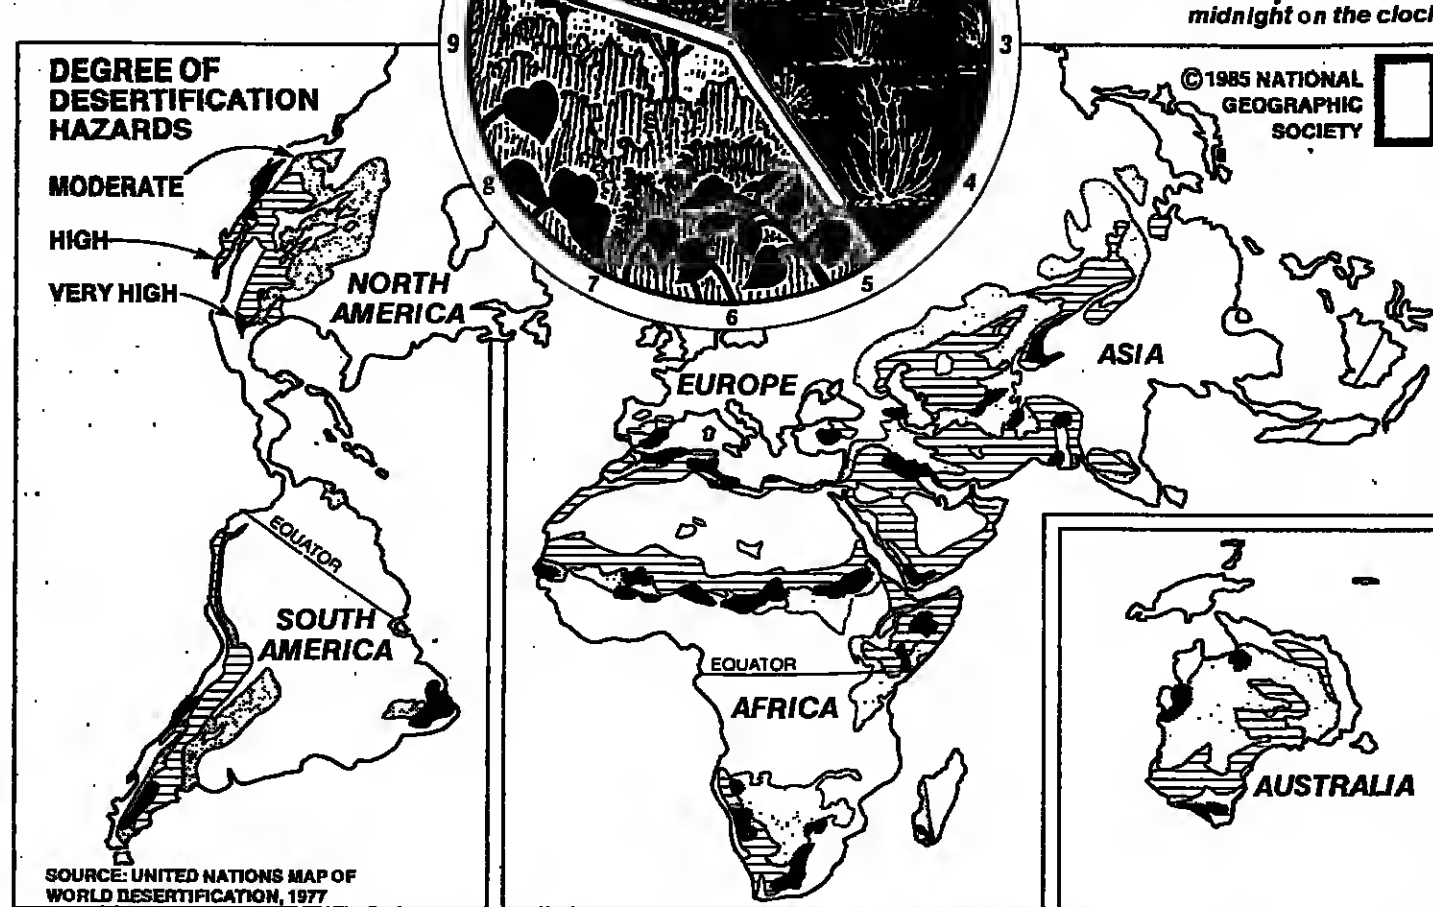 midnight on the clock
9
3
8
4
7
5
6
DEGREE OF
DESERTIFICATION
HAZARDS
MODERATE
HIGH
VERY HIGH
©1985 NATIONAL
GEOGRAPHIC
SOCIETY
NORTH
AMERICA
EUROPE
ASIA
EQUATOR
SOUTH
AMERICA
EQUATOR
AFRICA
AUSTRALIA
SOURCE: UNITED NATIONS MAP OF
WORLD DESERTIFICATION, 1977